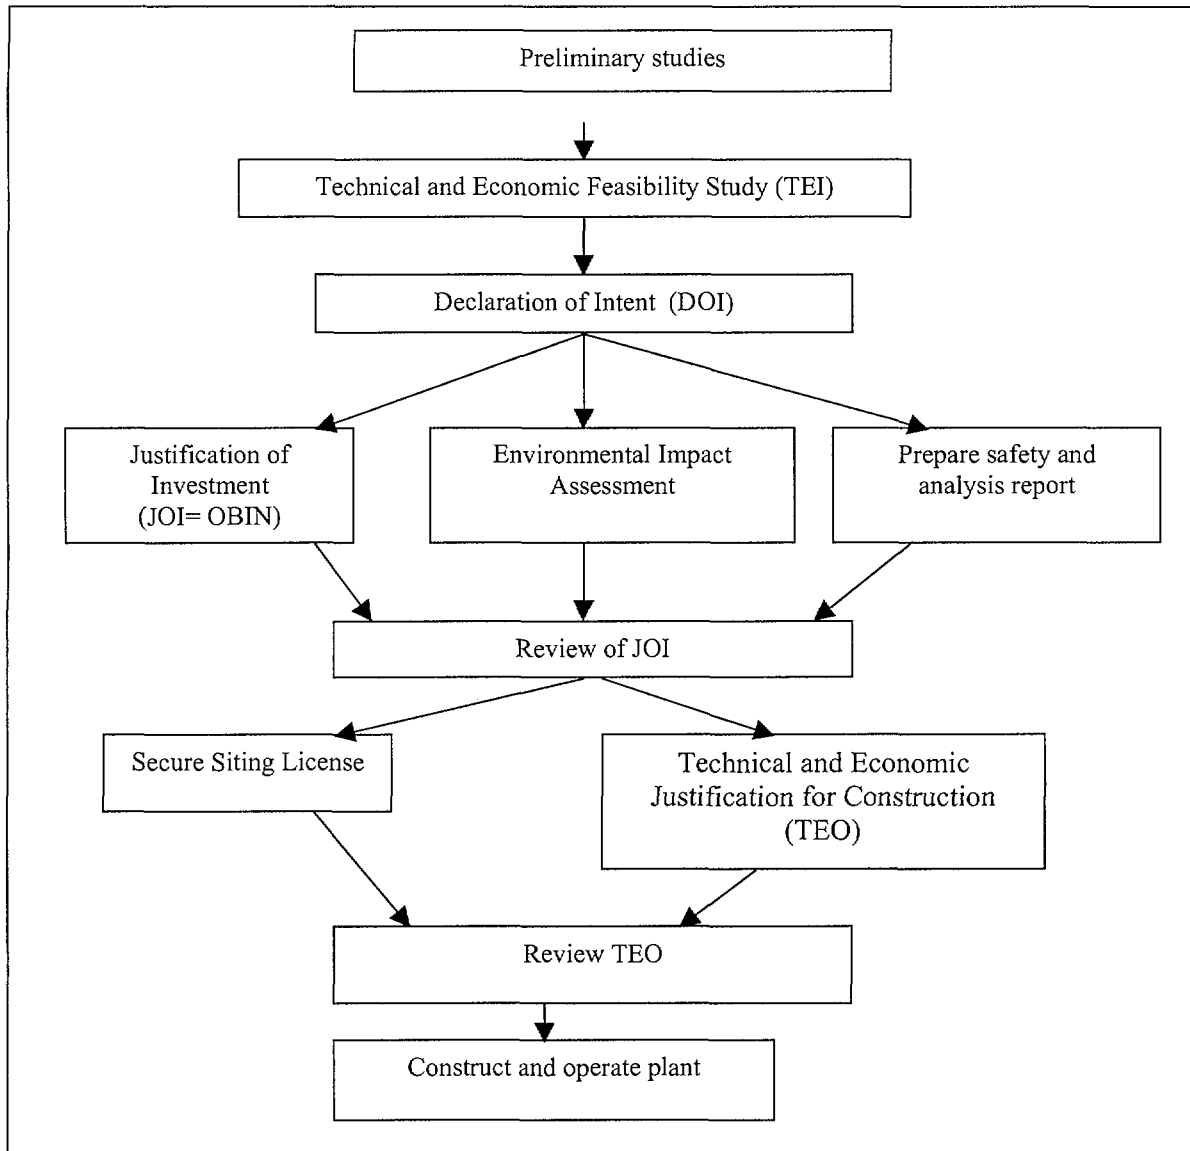 Preliminary studies
Technical and Economic Feasibility Study (TEI)
Declaration of Intent (DOI)
Justification of
Investment
(JOI= OBIN)
Environmental Impact
Assessment
Prepare safety and
analysis report
Review of JOI
Secure Siting License
Technical and Economic
Justification for Construction
(TEO)
Review TEO
Construct and operate plant